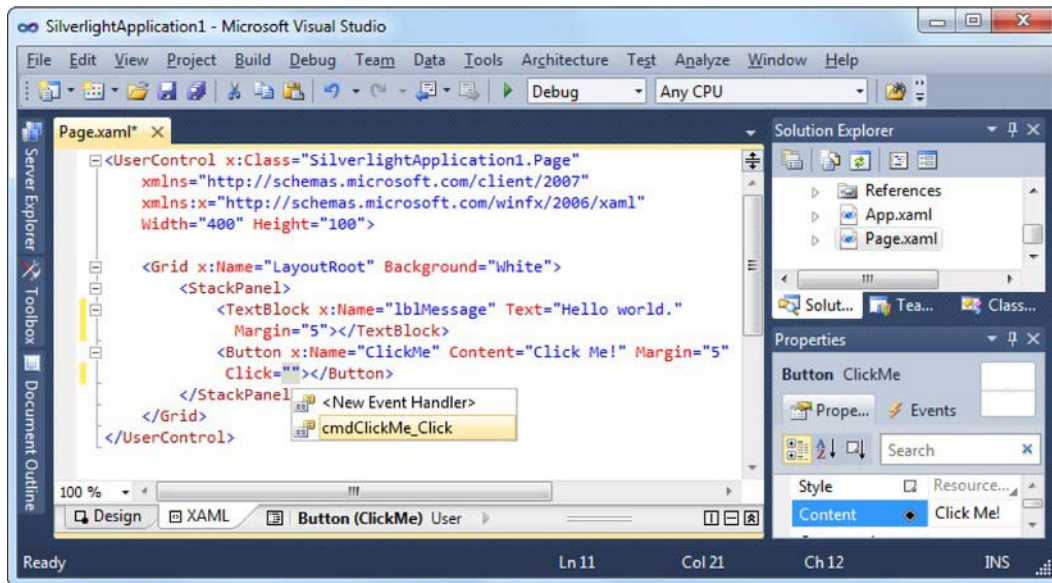 SilverlightApplication1 - Microsoft Visual Studio
File Edit View Project Build Debug Team Data Tools Architecture Test Analyze Window Help
Debug Any CPU
Server Explorer
Toolbox
Document Outline
Page.xaml*
<UserControl x:Class="SilverlightApplication1.Page"
xmlns="http://schemas.microsoft.com/client/2007"
xmlns:x="http://schemas.microsoft.com/winfx/2006/xaml"
Width="400" Height="100">
<Grid x:Name="LayoutRoot" Background="White">
<StackPanel>
<TextBlock x:Name="lblMessage" Text="Hello world."
Margin="5"></TextBlock>
<Button x:Name="ClickMe" Content="Click Me!" Margin="5"
Click=""></Button>
</StackPanel
</Grid>
</UserControl>
<New Event Handler>
cmdClickMe_Click
100 %
Design XAML Button (ClickMe) User
Solution Explorer
References
App.xaml
Page.xaml
Solut... Tea... Class...
Properties
Button ClickMe
Prope... Events
Search
Style Resource...
Content Click Me!
Ready Ln 11 Col 21 Ch 12 INS